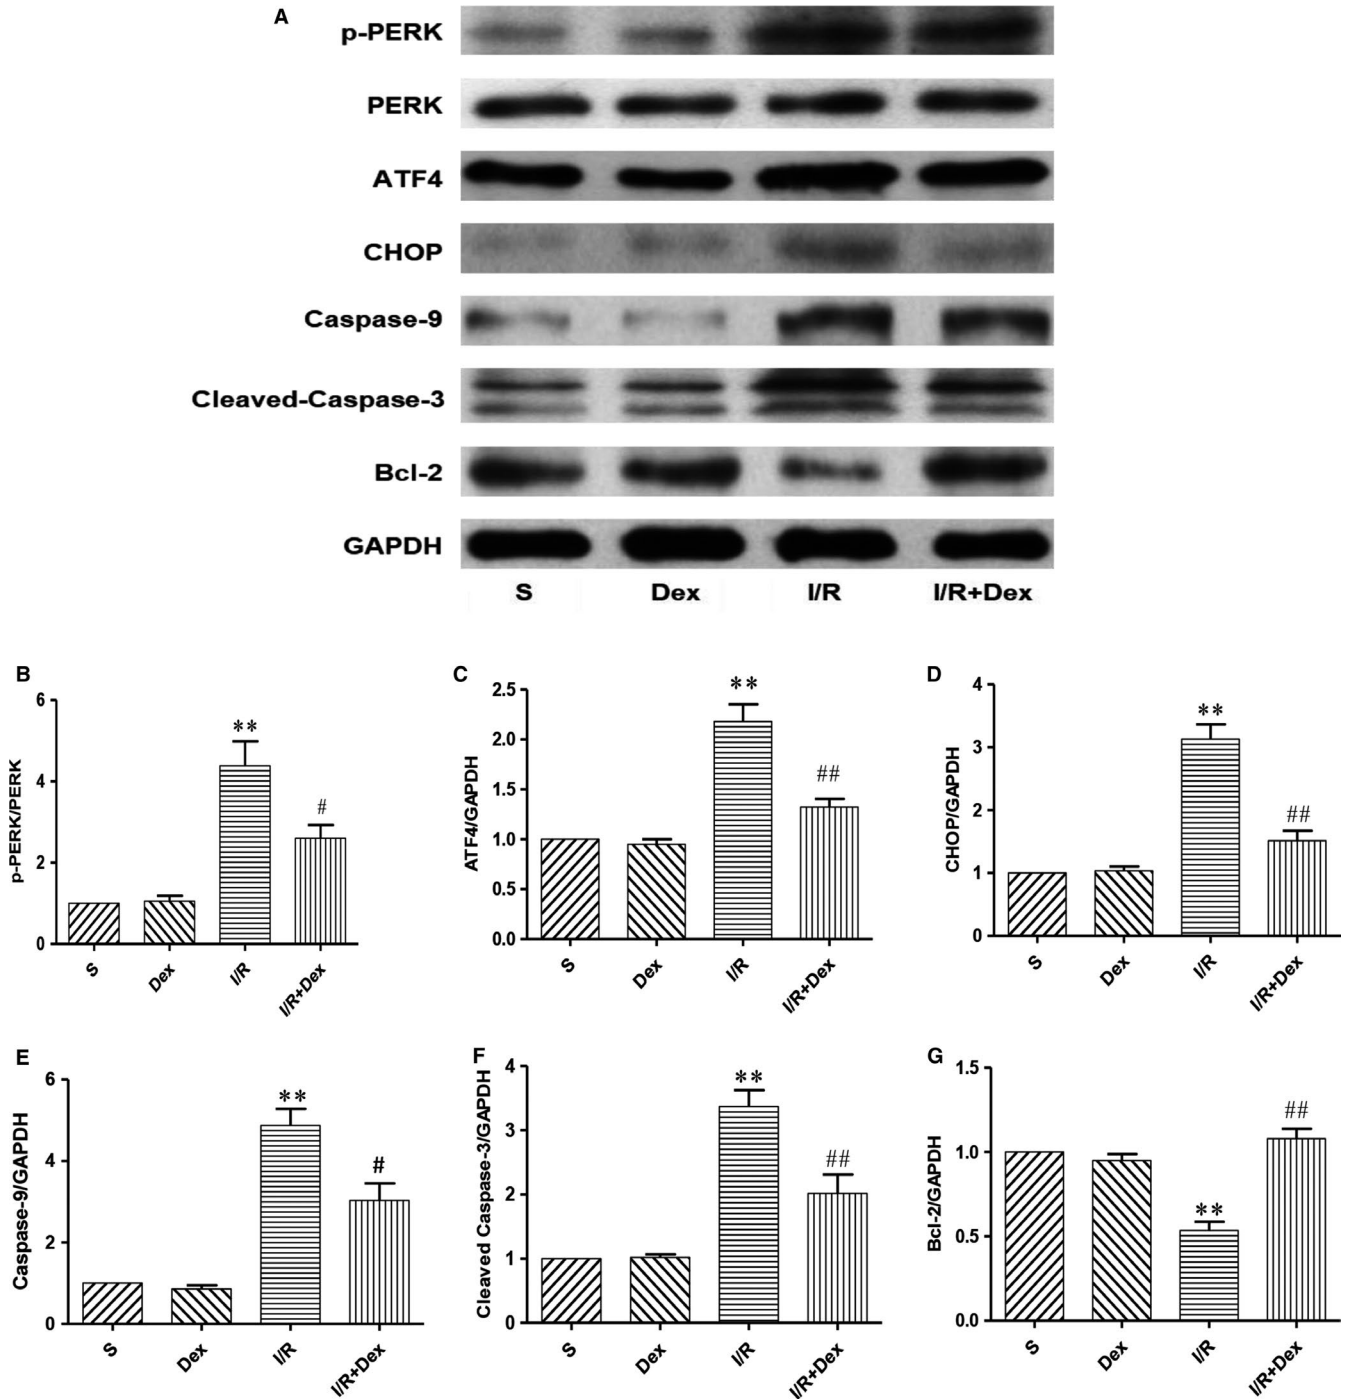 A
p-PERK
PERK
ATF4
CHOP
Caspase-9
Cleaved-Caspase-3
Bcl-2
GAPDH
S Dex I/R I/R+Dex
B
p-PERK/PERK
6
4
2
0
**
#
S Dex I/R I/R+Dex
C
ATF4/GAPDH
2.5
2.0
1.5
1.0
0.5
0.0
**
##
S Dex I/R I/R+Dex
D
CHOP/GAPDH
4
3
2
1
0
**
##
S Dex I/R I/R+Dex
E
Caspase-9/GAPDH
6
4
2
0
**
#
S Dex I/R I/R+Dex
F
Cleaved Caspase-3/GAPDH
4
3
2
1
0
**
##
S Dex I/R I/R+Dex
G
Bcl-2/GAPDH
1.5
1.0
0.5
0.0
**
##
S Dex I/R I/R+Dex